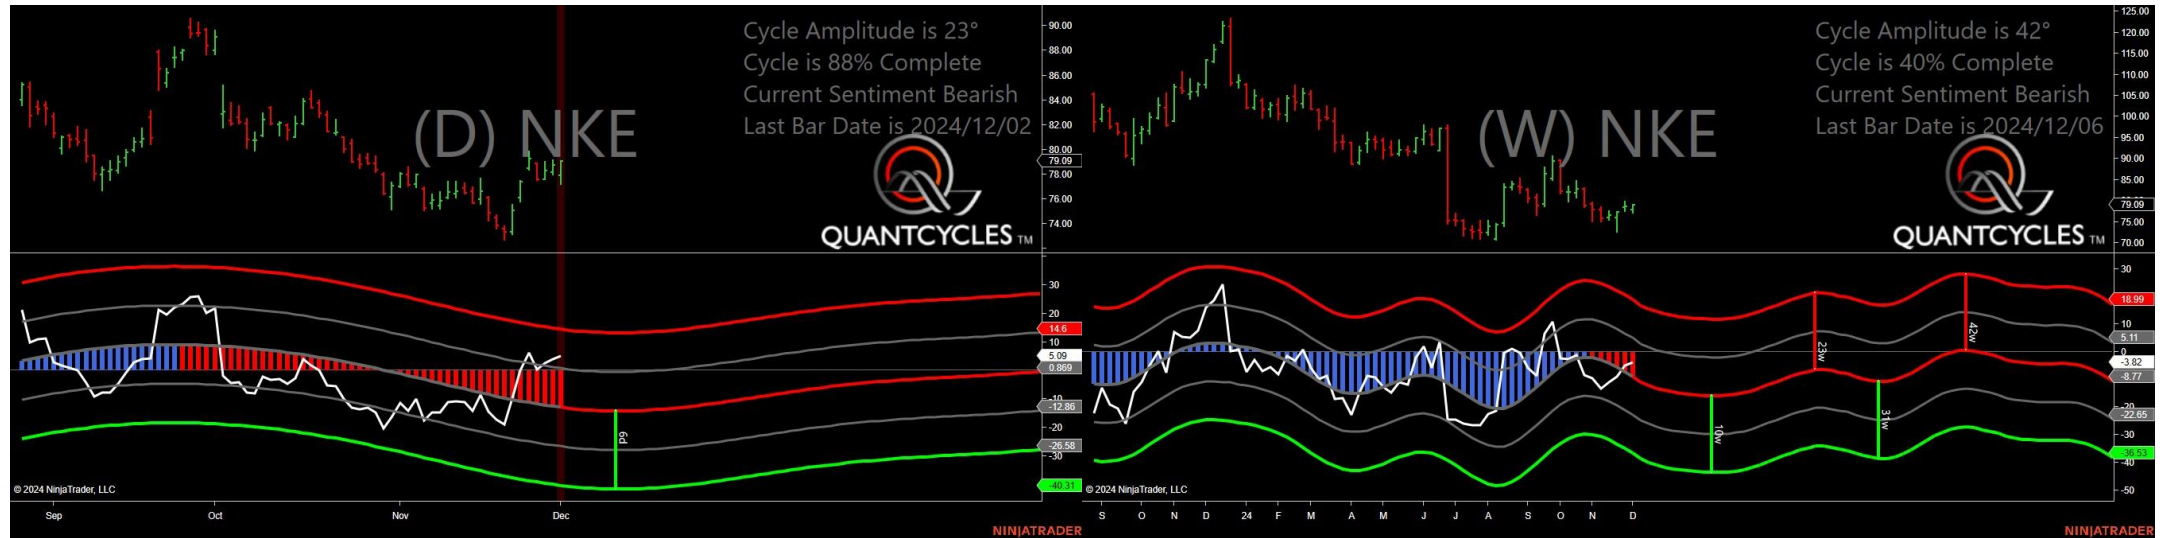 Cycle Amplitude is 23°
Cycle is 88% Complete
Current Sentiment Bearish
Last Bar Date is 2024/12/02
(D) NKE
QUANTCYCLES TM
90.00
88.00
86.00
84.00
82.00
80.00
79.09
78.00
76.00
74.00
30
20
14.6
10
5.09
0.869
-10
-12.86
-20
-26.58
-30
-40.31
6d
© 2024 NinjaTrader, LLC
Sep Oct Nov Dec
NINJATRADER
Cycle Amplitude is 42°
Cycle is 40% Complete
Current Sentiment Bearish
Last Bar Date is 2024/12/06
(W) NKE
QUANTCYCLES TM
125.00
120.00
115.00
110.00
105.00
100.00
95.00
90.00
85.00
79.09
75.00
70.00
30
18.99
10
5.11
0
-3.82
-8.77
-20
-22.65
-30
-36.53
-40
-50
10w
23w
31w
42w
© 2024 NinjaTrader, LLC
S O N D 24 F M A M J J A S O N D
NINJATRADER